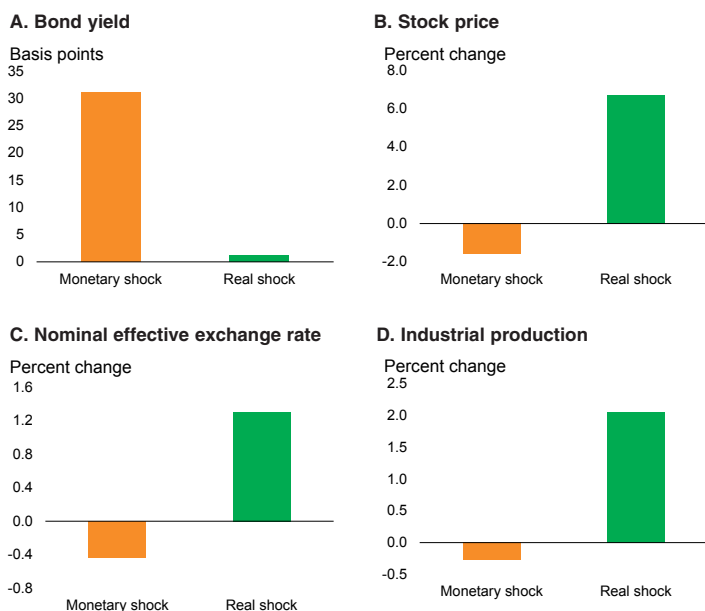 A. Bond yield
Basis points
35
30
25
20
15
10
5
0
Monetary shock Real shock
B. Stock price
Percent change
8.0
6.0
4.0
2.0
0.0
-2.0
Monetary shock Real shock
C. Nominal effective exchange rate
Percent change
1.6
1.2
0.8
0.4
0.0
-0.4
-0.8
Monetary shock Real shock
D. Industrial production
Percent change
2.5
2.0
1.5
1.0
0.5
0.0
-0.5
Monetary shock Real shock